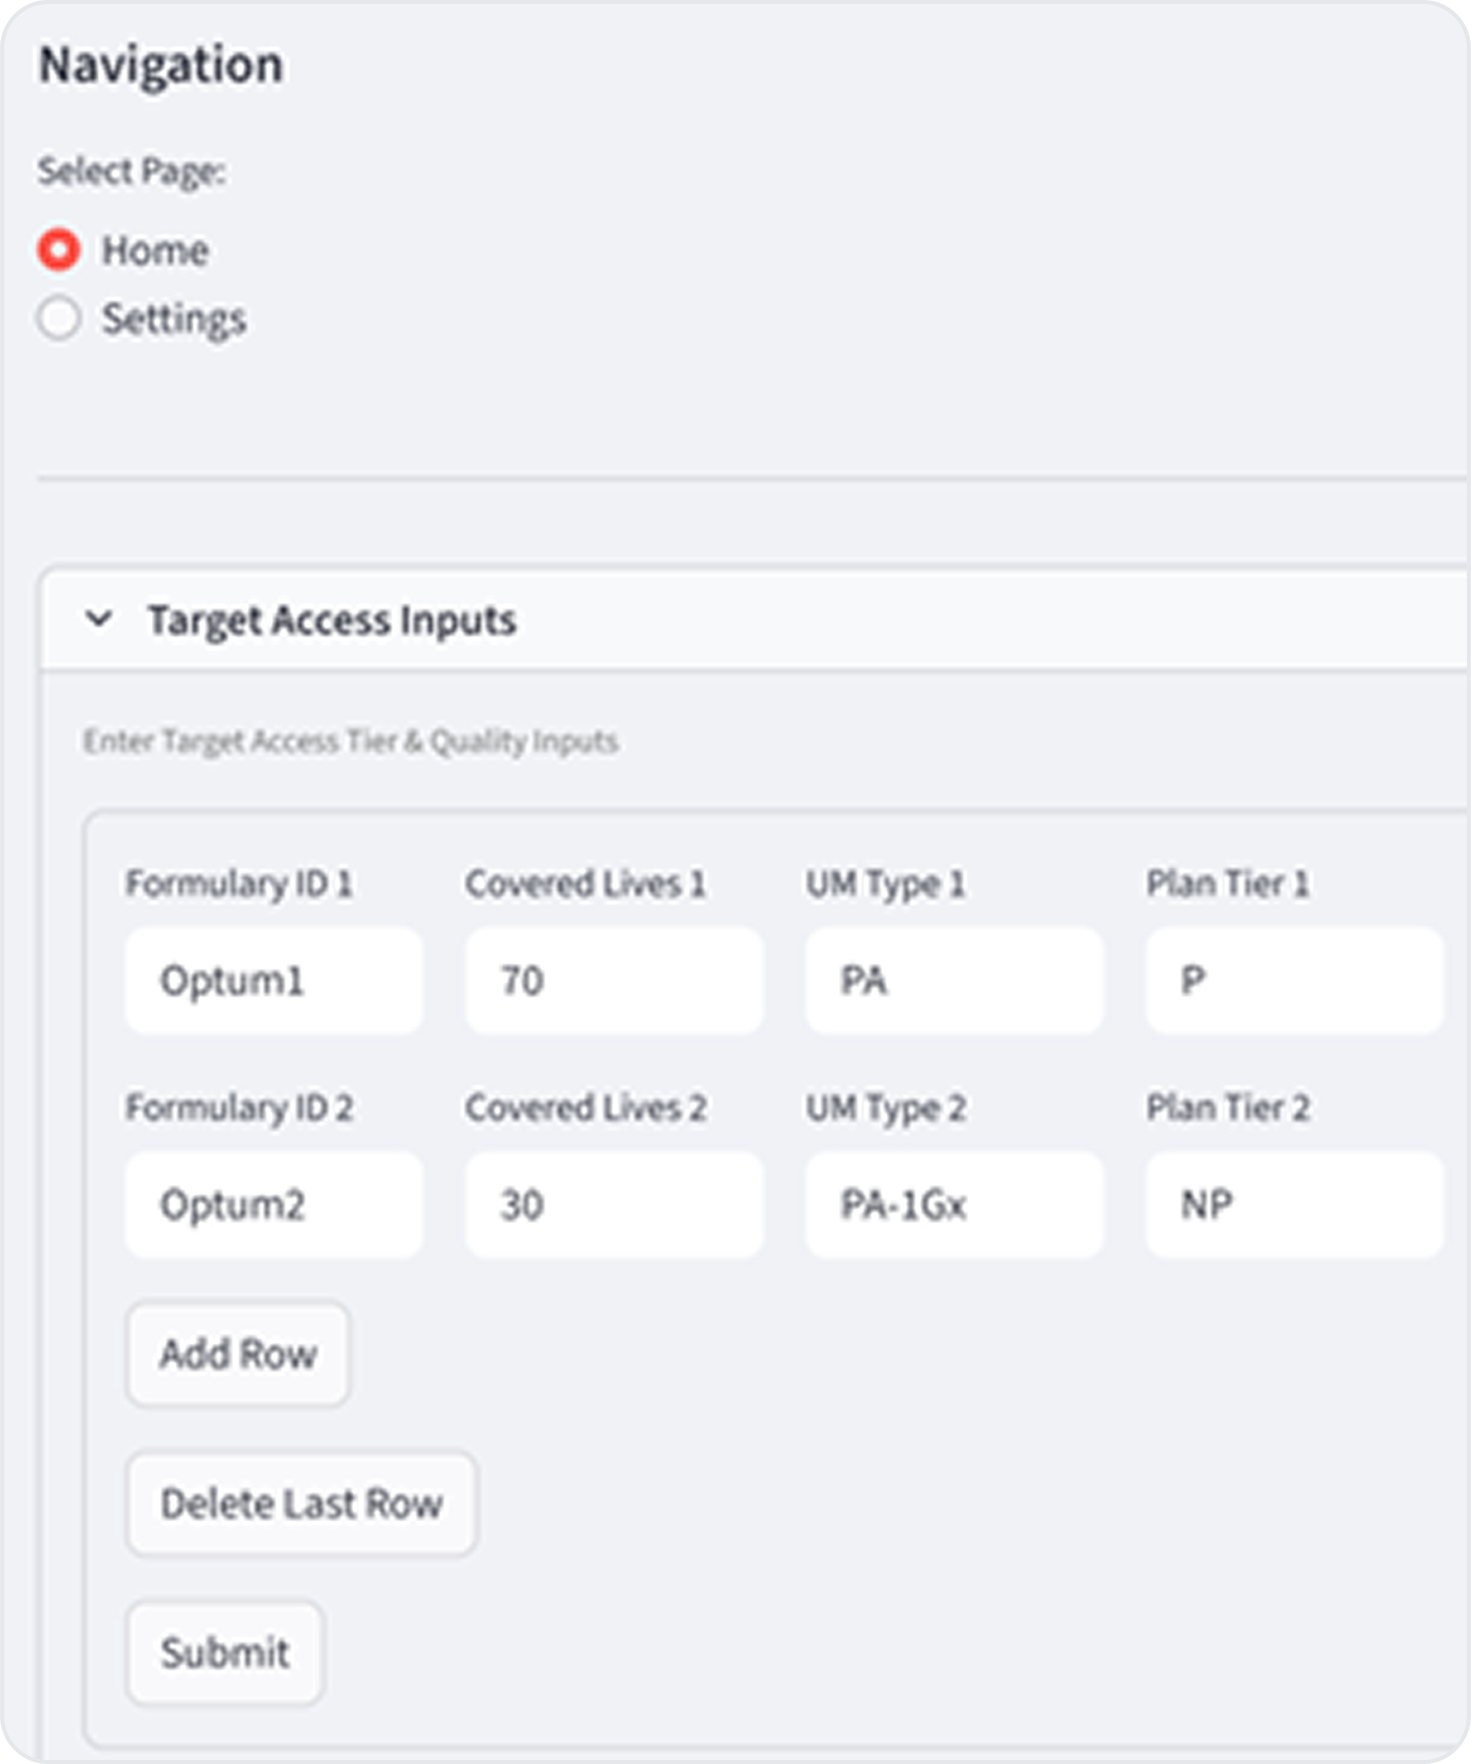 Navigation
Select Page:
Home
Settings
Target Access Inputs
Enter Target Access Tier & Quality Inputs
Formulary ID 1 Covered Lives 1 UM Type 1 Plan Tier 1
Optum1 70 PA P
Formulary ID 2 Covered Lives 2 UM Type 2 Plan Tier 2
Optum2 30 PA-1Gx NP
Add Row
Delete Last Row
Submit